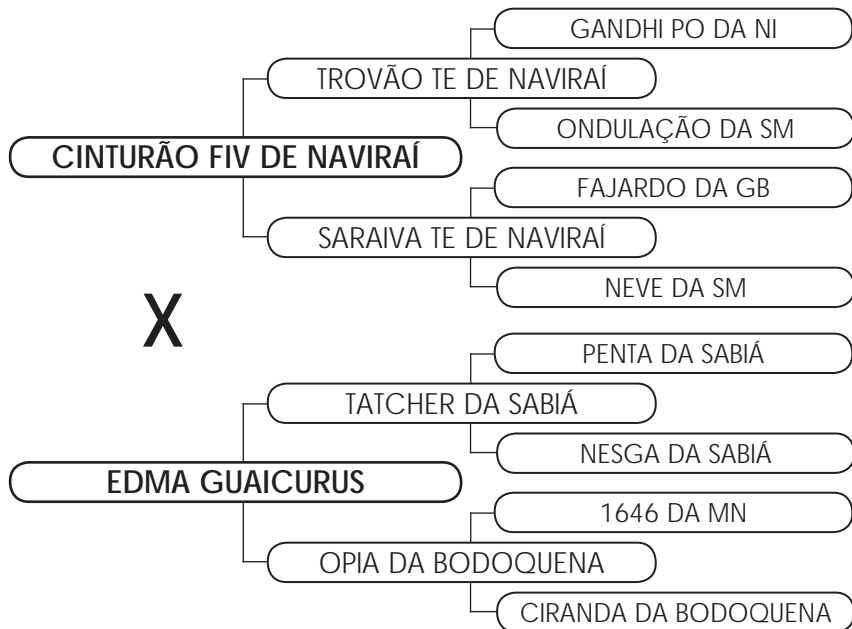 GANDHI PO DA NI
TROVÃO TE DE NAVIRAÍ
ONDULAÇÃO DA SM
CINTURÃO FIV DE NAVIRAÍ
FAJARDO DA GB
SARAIVA TE DE NAVIRAÍ
NEVE DA SM
X
PENTA DA SABIÁ
TATCHER DA SABIÁ
NESGA DA SABIÁ
EDMA GUAICURUS
1646 DA MN
OPIA DA BODOQUENA
CIRANDA DA BODOQUENA